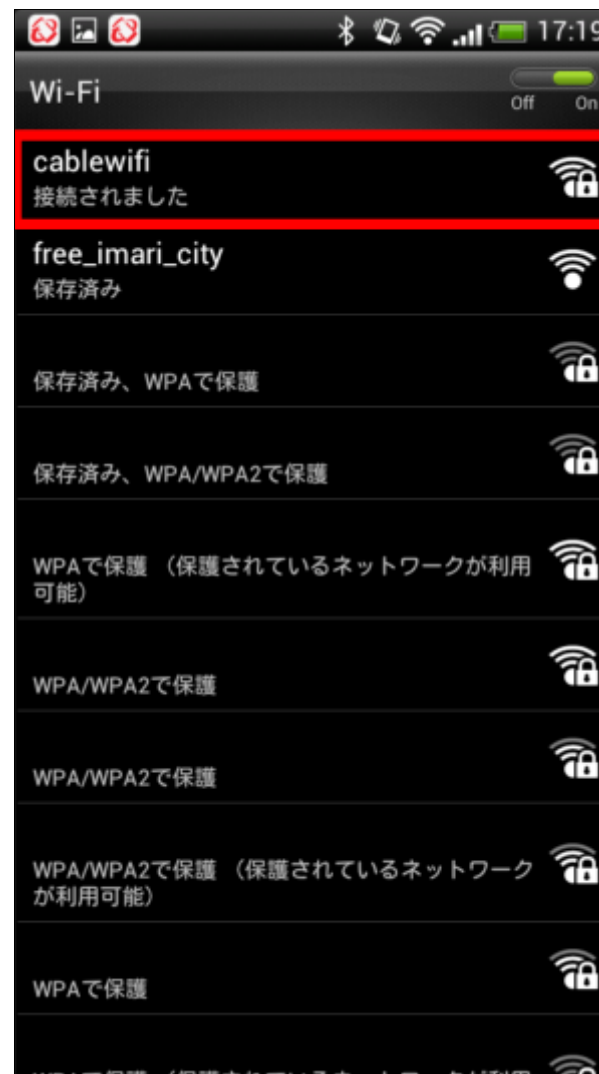 17:19
Wi-Fi
Off On
cablewifi
接続されました
free_imari_city
保存済み
保存済み、WPAで保護
保存済み、WPA/WPA2で保護
WPAで保護 （保護されているネットワークが利用
可能）
WPA/WPA2で保護
WPA/WPA2で保護
WPA/WPA2で保護 （保護されているネットワーク
が利用可能）
WPAで保護